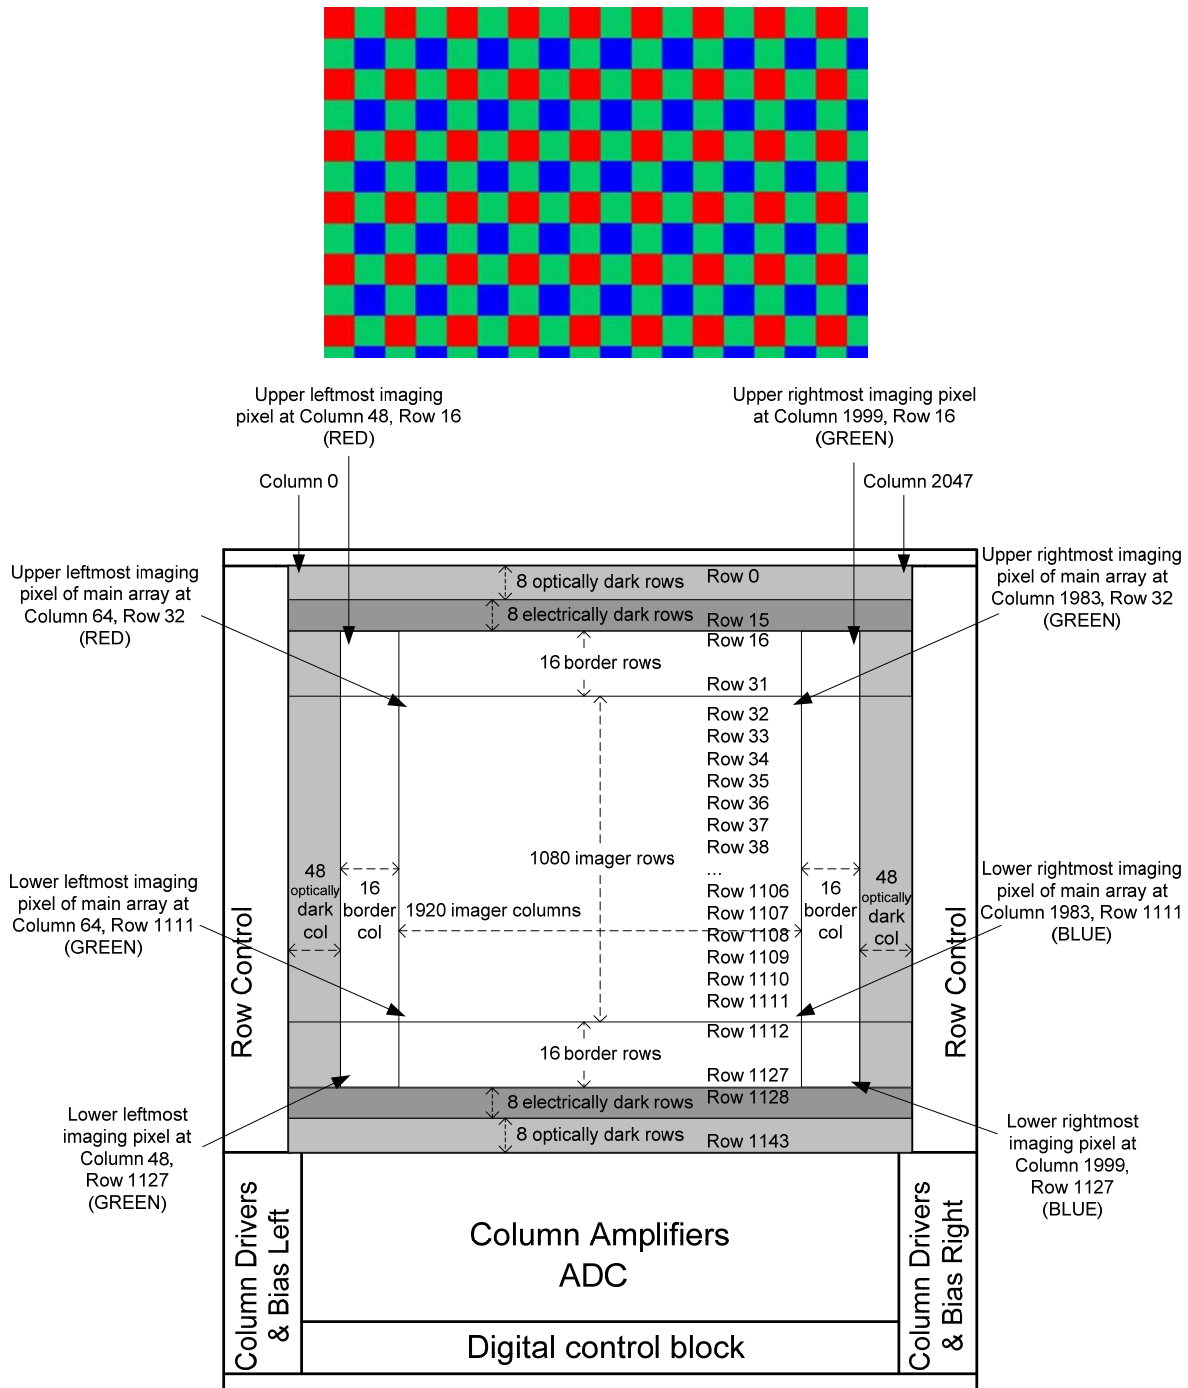 Upper leftmost imaging
pixel at Column 48, Row 16
(RED)
Upper rightmost imaging pixel
at Column 1999, Row 16
(GREEN)
Column 0
Column 2047
Upper leftmost imaging
pixel of main array at
Column 64, Row 32
(RED)
Upper rightmost imaging
pixel of main array at
Column 1983, Row 32
(GREEN)
8 optically dark rows
Row 0
8 electrically dark rows
Row 15
Row 16
16 border rows
Row 31
Row 32
Row 33
Row 34
Row 35
Row 36
Row 37
Row 38
...
Row 1106
Row 1107
Row 1108
Row 1109
Row 1110
Row 1111
1080 imager rows
1920 imager columns
48
optically
dark
col
16
border
col
16
border
col
48
optically
dark
col
Lower leftmost imaging
pixel of main array at
Column 64, Row 1111
(GREEN)
Lower rightmost imaging
pixel of main array at
Column 1983, Row 1111
(BLUE)
Row Control
Row Control
Row 1112
16 border rows
Row 1127
8 electrically dark rows
Row 1128
8 optically dark rows
Row 1143
Lower leftmost
imaging pixel at
Column 48,
Row 1127
(GREEN)
Lower rightmost
imaging pixel at
Column 1999,
Row 1127
(BLUE)
Column Drivers
& Bias Left
Column Amplifiers
ADC
Column Drivers
& Bias Right
Digital control block